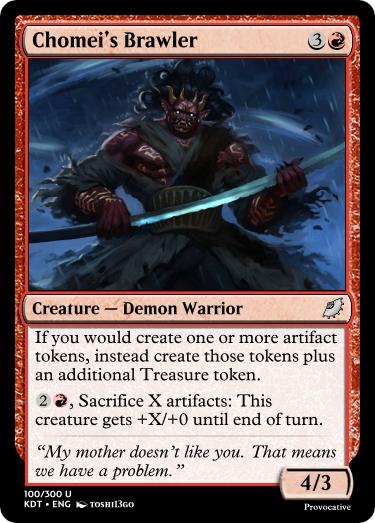 Chomei's Brawler 3
Creature — Demon Warrior
If you would create one or more artifact
tokens, instead create those tokens plus
an additional Treasure token.
2 , Sacrifice X artifacts: This
creature gets +X/+0 until end of turn.
“My mother doesn’t like you. That means
we have a problem.”
4/3
100/300 U
KDT • ENG TOSHI13GO
Provocative